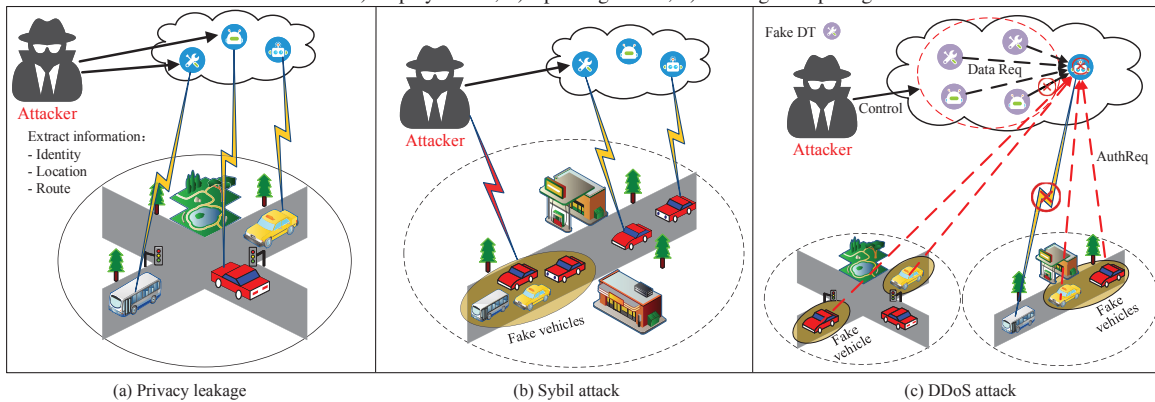 Attacker
Extract information:
- Identity
- Location
- Route
(a) Privacy leakage
Attacker
Fake vehicles
(b) Sybil attack
Fake DT
Data Req
Control
Attacker
AuthReq
Fake
vehicle
Fake
vehicles
(c) DDoS attack